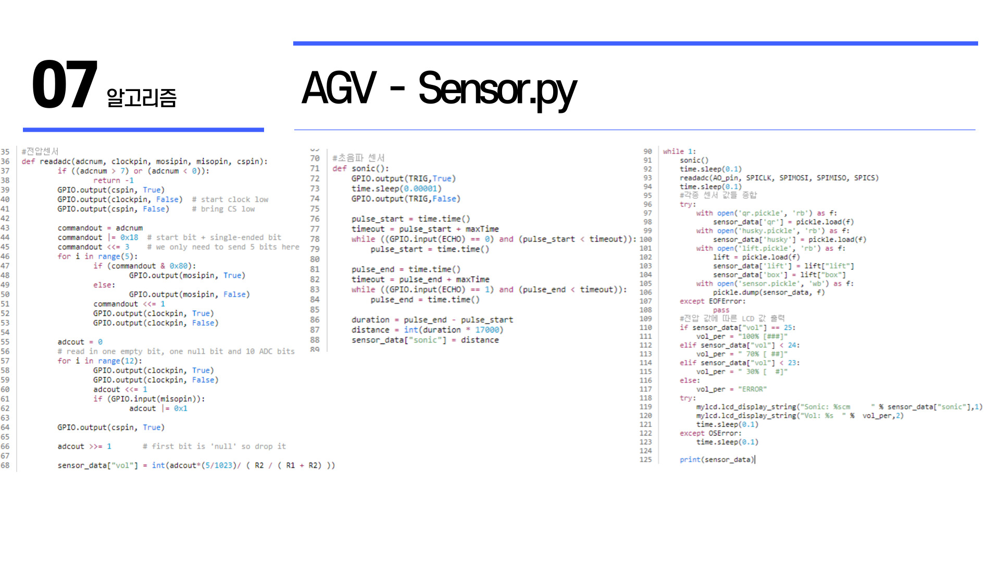 07 알고리즘
AGV - Sensor.py
35 #전압센서
36 def readadc(adcnum, clockpin, mosipin, misopin, cspin):
37         if ((adcnum > 7) or (adcnum < 0)):
38                 return -1
39         GPIO.output(cspin, True)
40         GPIO.output(clockpin, False)  # start clock low
41         GPIO.output(cspin, False)     # bring CS low
42
43         commandout = adcnum
44         commandout |= 0x18  # start bit + single-ended bit
45         commandout <<= 3    # we only need to send 5 bits here
46         for i in range(5):
47                 if (commandout & 0x80):
48                         GPIO.output(mosipin, True)
49                 else:
50                         GPIO.output(mosipin, False)
51                 commandout <<= 1
52                 GPIO.output(clockpin, True)
53                 GPIO.output(clockpin, False)
54
55         adcout = 0
56         # read in one empty bit, one null bit and 10 ADC bits
57         for i in range(12):
58                 GPIO.output(clockpin, True)
59                 GPIO.output(clockpin, False)
60                 adcout <<= 1
61                 if (GPIO.input(misopin)):
62                         adcout |= 0x1
63
64         GPIO.output(cspin, True)
65
66         adcout >>= 1       # first bit is 'null' so drop it
67
68         sensor_data["vol"] = int(adcout*(5/1023)/ ( R2 / ( R1 + R2) ))
70 #초음파 센서
71 def sonic():
72     GPIO.output(TRIG,True)
73     time.sleep(0.00001)
74     GPIO.output(TRIG,False)
75
76     pulse_start = time.time()
77     timeout = pulse_start + maxTime
78     while ((GPIO.input(ECHO) == 0) and (pulse_start < timeout)):
79         pulse_start = time.time()
80
81     pulse_end = time.time()
82     timeout = pulse_end + maxTime
83     while ((GPIO.input(ECHO) == 1) and (pulse_end < timeout)):
84         pulse_end = time.time()
85
86     duration = pulse_end - pulse_start
87     distance = int(duration * 17000)
88     sensor_data["sonic"] = distance
89
90 while 1:
91     sonic()
92     time.sleep(0.1)
93     readadc(AO_pin, SPICLK, SPIMOSI, SPIMISO, SPICS)
94     time.sleep(0.1)
95     #각종 센서 값들 종합
96     try:
97         with open('qr.pickle', 'rb') as f:
98             sensor_data['qr'] = pickle.load(f)
99         with open('husky.pickle', 'rb') as f:
100             sensor_data['husky'] = pickle.load(f)
101         with open('lift.pickle', 'rb') as f:
102             lift = pickle.load(f)
103             sensor_data['lift'] = lift["lift"]
104             sensor_data['box'] = lift["box"]
105         with open('sensor.pickle', 'wb') as f:
106             pickle.dump(sensor_data, f)
107     except EOFError:
108             pass
109     #전압 값에 따른 LCD 값 출력
110     if sensor_data["vol"] == 25:
111         vol_per = "100% [###]"
112     elif sensor_data["vol"] < 24:
113         vol_per = " 70% [ ##]"
114     elif sensor_data["vol"] < 23:
115         vol_per = " 30% [  #]"
116     else:
117         vol_per = "ERROR"
118     try:
119         mylcd.lcd_display_string("Sonic: %scm     " % sensor_data["sonic"],1)
120         mylcd.lcd_display_string("Vol: %s  " %  vol_per,2)
121         time.sleep(0.1)
122     except OSError:
123         time.sleep(0.1)
124
125     print(sensor_data)